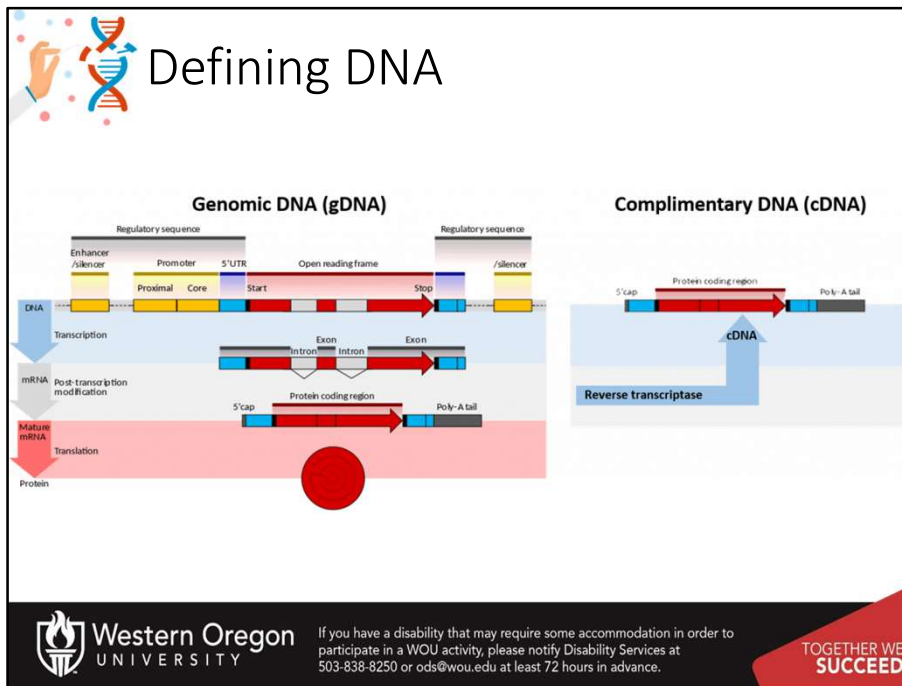 Defining DNA
Genomic DNA (gDNA)
Regulatory sequence
Regulatory sequence
Enhancer
/silencer
Promoter
5'UTR
Open reading frame
/silencer
Proximal
Core
Start
Stop
DNA
Transcription
Exon
Exon
Intron
Intron
mRNA
Post-transcription
modification
Protein coding region
5'cap
Poly-A tail
Mature
mRNA
Translation
Protein
Complimentary DNA (cDNA)
Protein coding region
5'cap
Poly-A tail
cDNA
Reverse transcriptase
Western Oregon
UNIVERSITY
If you have a disability that may require some accommodation in order to
participate in a WOU activity, please notify Disability Services at
503-838-8250 or ods@wou.edu at least 72 hours in advance.
TOGETHER WE
SUCCEED